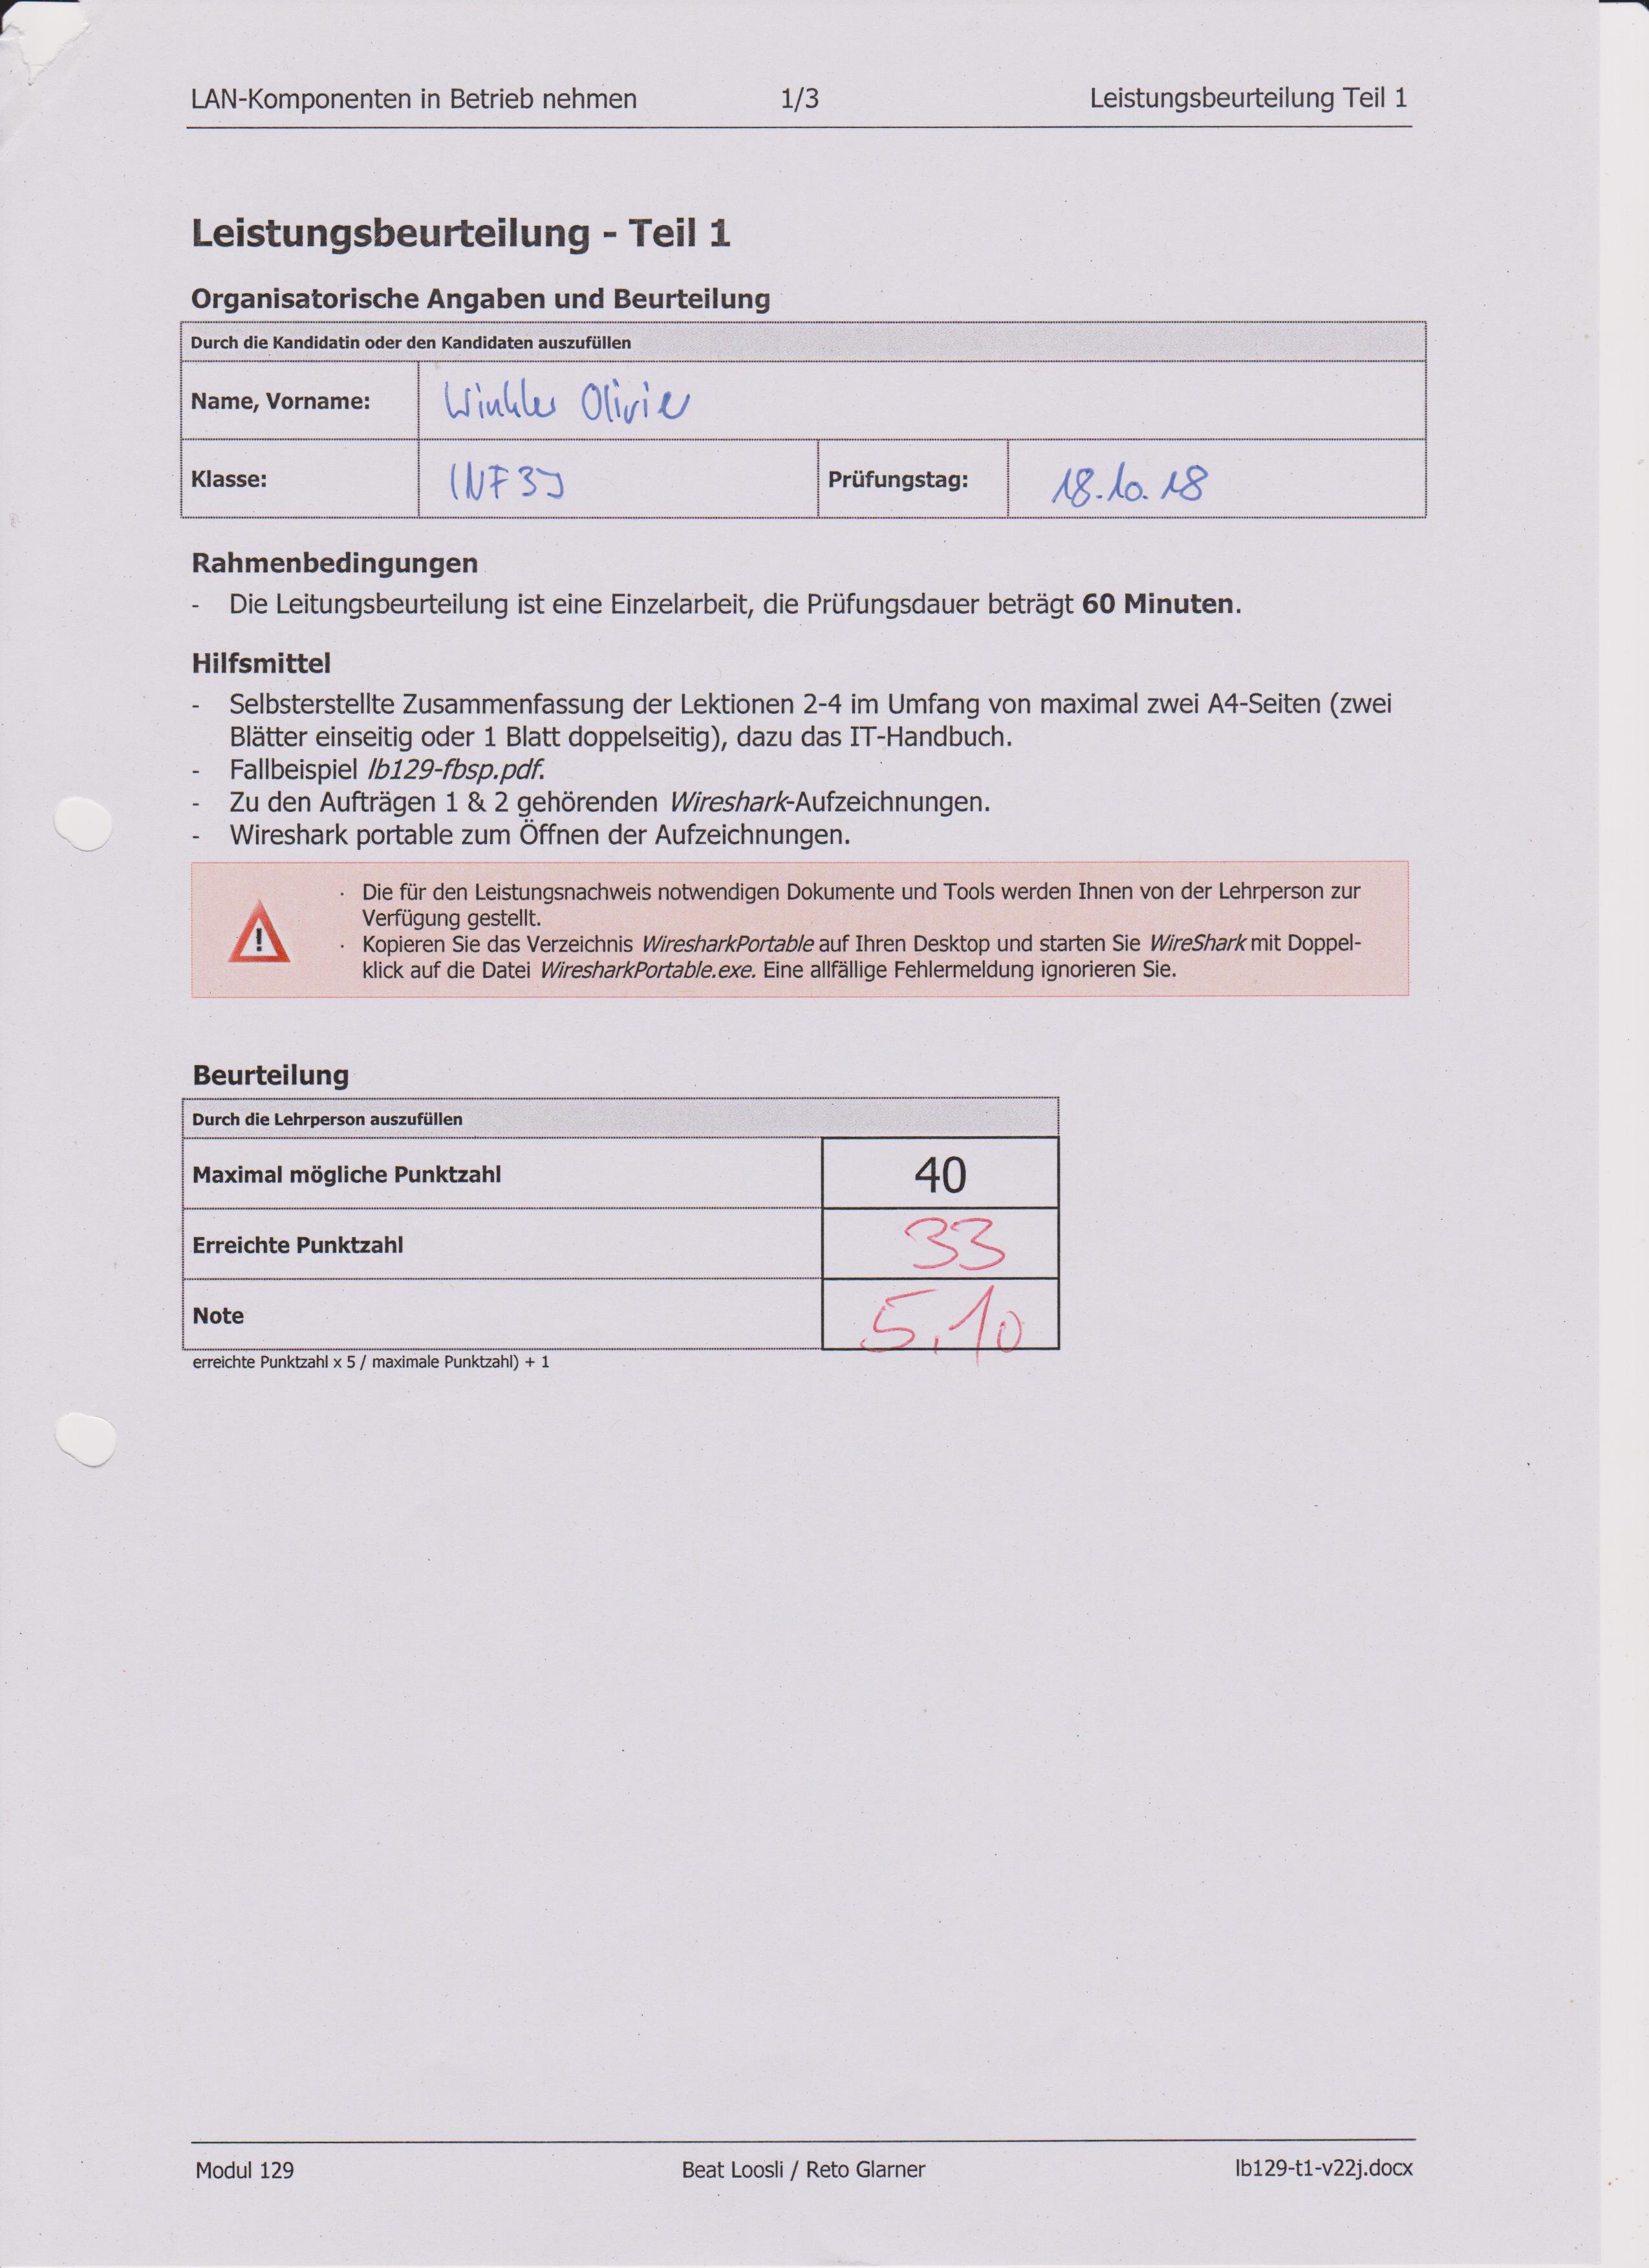 LAN-Komponenten in Betrieb nehmen 1/3 Leistungsbeurteilung Teil 1
Leistungsbeurteilung - Teil 1
Organisatorische Angaben und Beurteilung
Durch die Kandidatin oder den Kandidaten auszufüllen
Name, Vorname: Winkler Olivier
Klasse: INF3J Prüfungstag: 18.10.18
Rahmenbedingungen
- Die Leitungsbeurteilung ist eine Einzelarbeit, die Prüfungsdauer beträgt 60 Minuten.
Hilfsmittel
- Selbsterstellte Zusammenfassung der Lektionen 2-4 im Umfang von maximal zwei A4-Seiten (zwei
Blätter einseitig oder 1 Blatt doppelseitig), dazu das IT-Handbuch.
- Fallbeispiel lb129-fbsp.pdf.
- Zu den Aufträgen 1 & 2 gehörenden Wireshark-Aufzeichnungen.
- Wireshark portable zum Öffnen der Aufzeichnungen.
· Die für den Leistungsnachweis notwendigen Dokumente und Tools werden Ihnen von der Lehrperson zur
Verfügung gestellt.
· Kopieren Sie das Verzeichnis WiresharkPortable auf Ihren Desktop und starten Sie WireShark mit Doppel-
klick auf die Datei WiresharkPortable.exe. Eine allfällige Fehlermeldung ignorieren Sie.
Beurteilung
Durch die Lehrperson auszufüllen
Maximal mögliche Punktzahl 40
Erreichte Punktzahl 33
Note 5,10
erreichte Punktzahl x 5 / maximale Punktzahl) + 1
Modul 129 Beat Loosli / Reto Glarner lb129-t1-v22j.docx